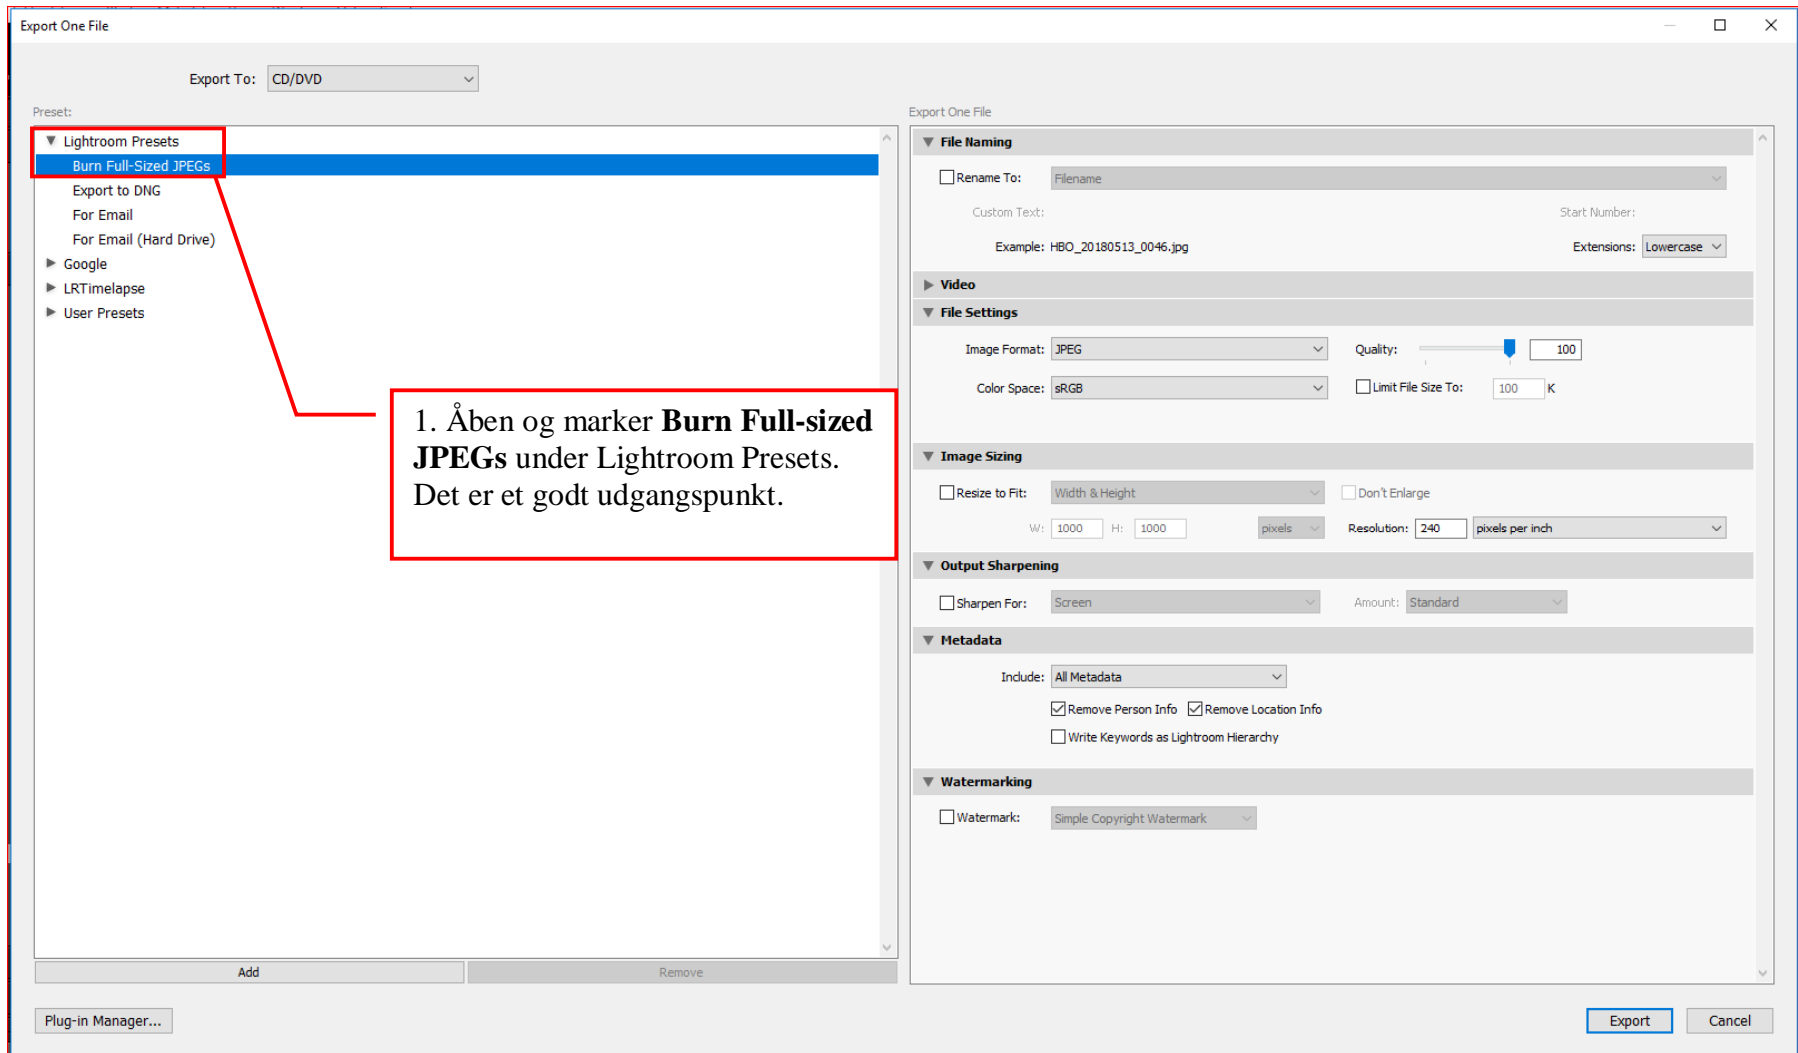 Export One File
Export To: CD/DVD
Preset:
Lightroom Presets
Burn Full-Sized JPEGs
Export to DNG
For Email
For Email (Hard Drive)
Google
LRTimelapse
User Presets
1. Åben og marker Burn Full-sized
JPEGs under Lightroom Presets.
Det er et godt udgangspunkt.
Add
Remove
Plug-in Manager...
Export One File
File Naming
Rename To: Filename
Custom Text: Start Number:
Example: HBO_20180513_0046.jpg Extensions: Lowercase
Video
File Settings
Image Format: JPEG Quality: 100
Color Space: sRGB Limit File Size To: 100 K
Image Sizing
Resize to Fit: Width & Height Don't Enlarge
W: 1000 H: 1000 pixels Resolution: 240 pixels per inch
Output Sharpening
Sharpen For: Screen Amount: Standard
Metadata
Include: All Metadata
Remove Person Info Remove Location Info
Write Keywords as Lightroom Hierarchy
Watermarking
Watermark: Simple Copyright Watermark
Export Cancel